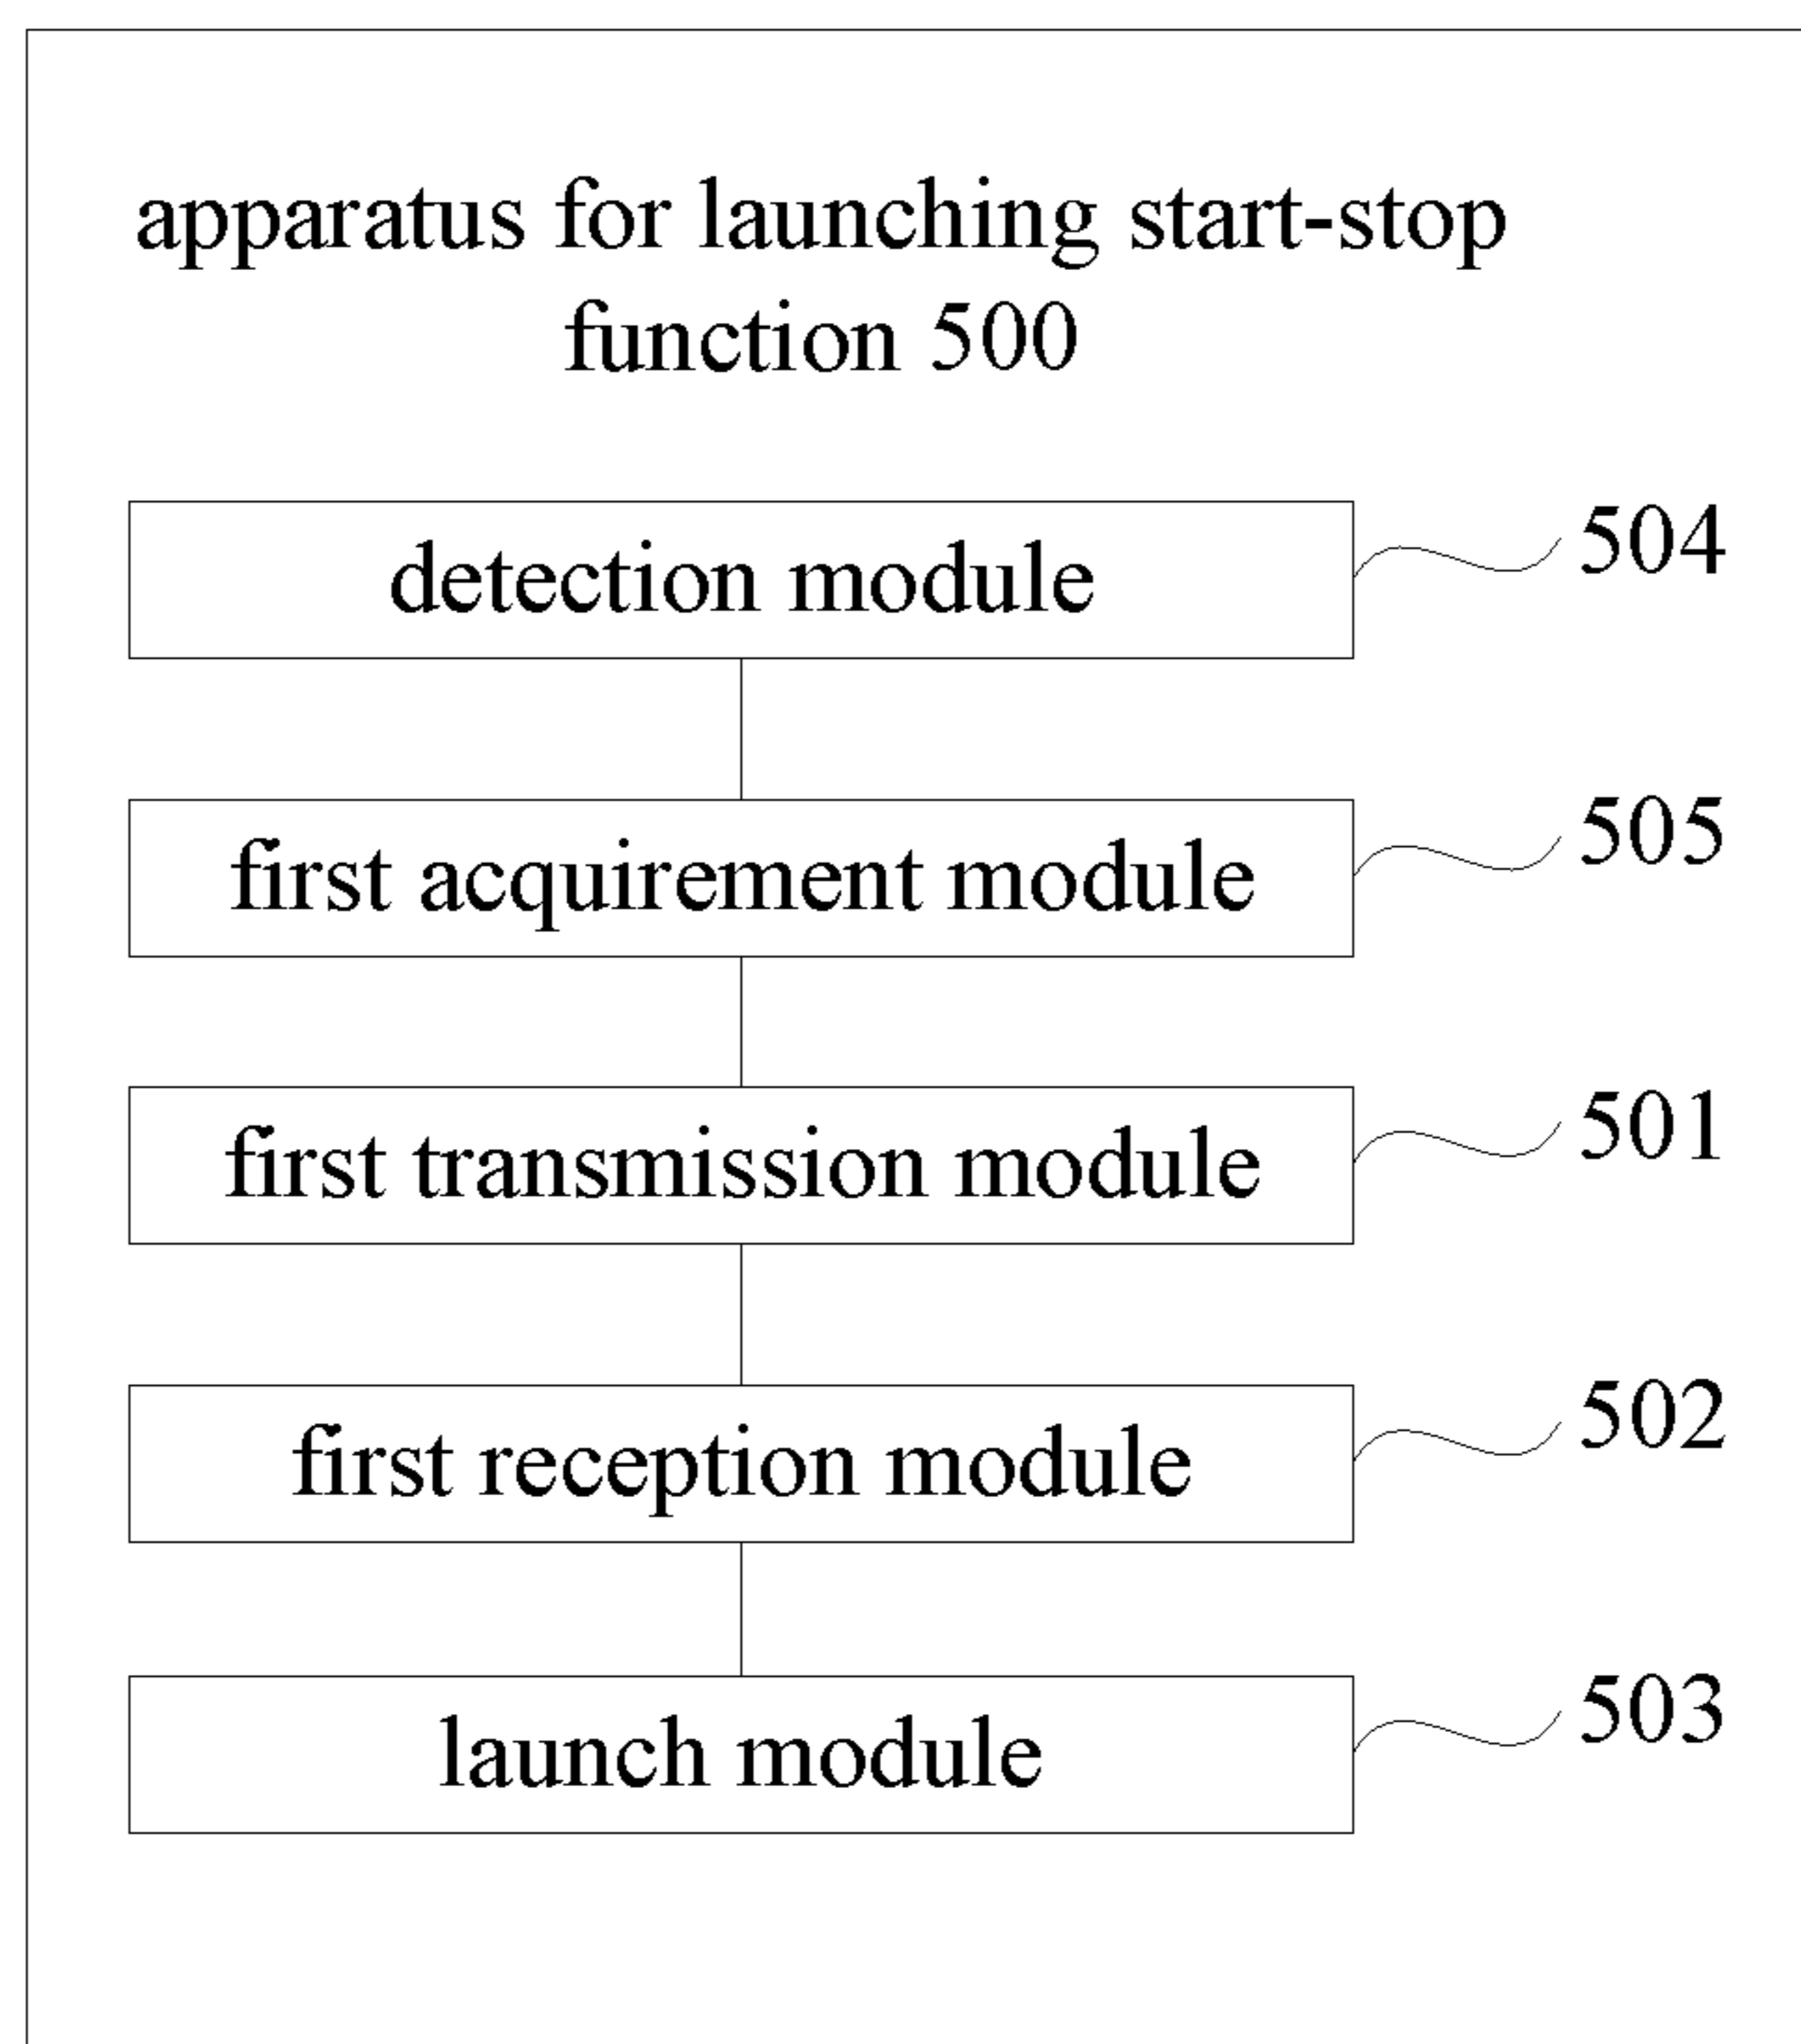 apparatus for launching start-stop
function 500
detection module
504
first acquirement module
505
first transmission module
501
first reception module
502
launch module
503